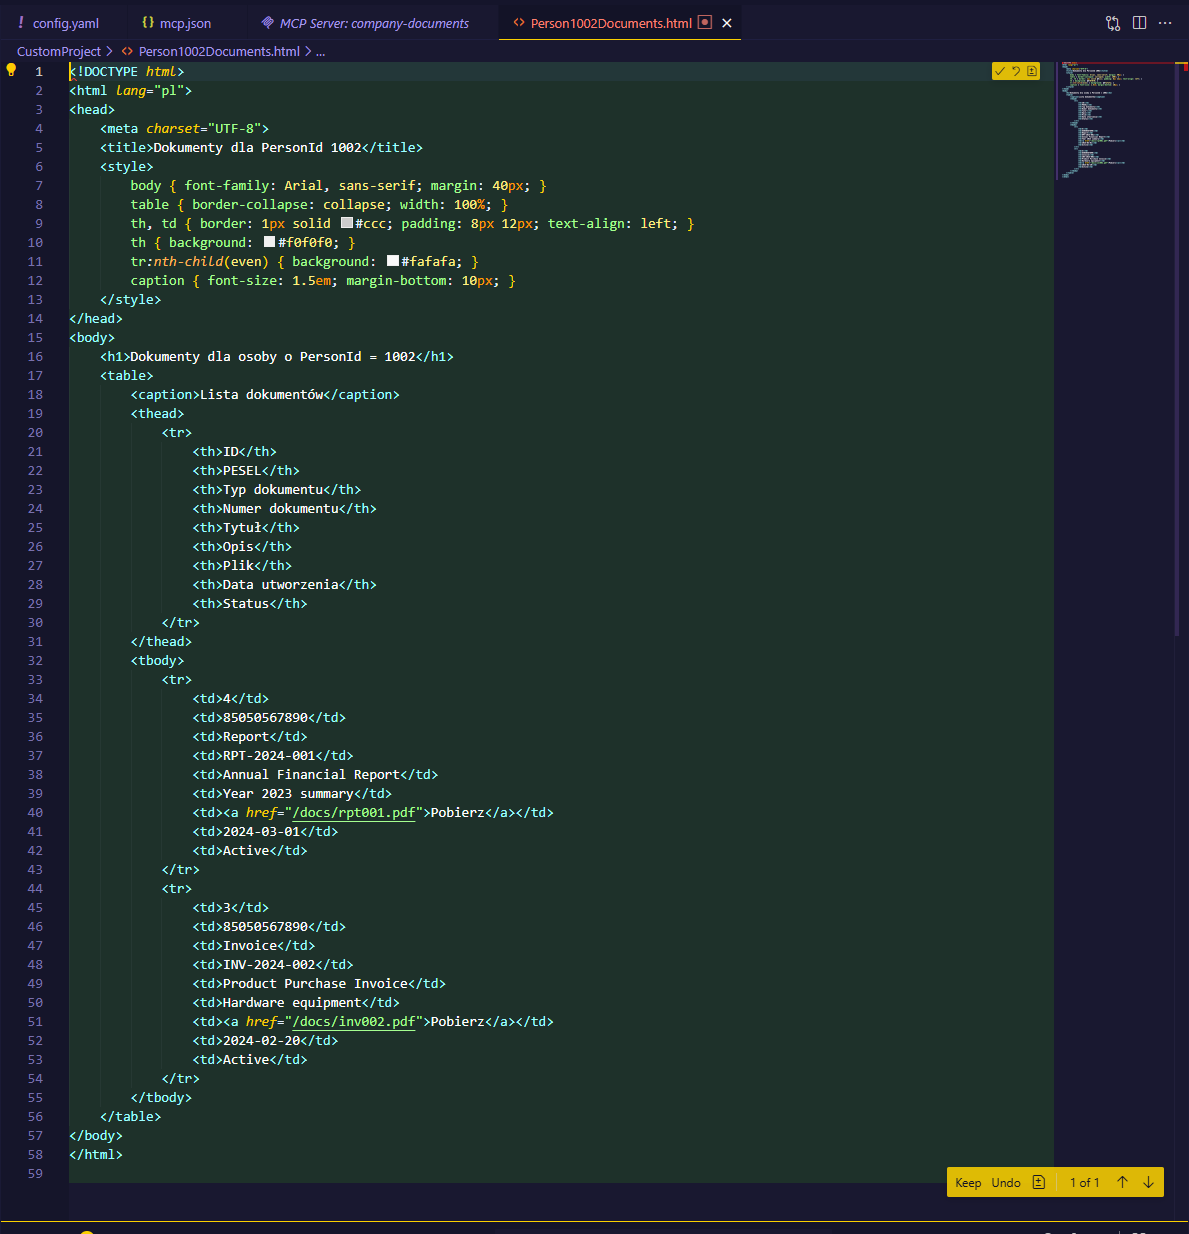 ! config.yaml {} mcp.json MCP Server: company-documents <> Person1002Documents.html
CustomProject > <> Person1002Documents.html > ...
1 <!DOCTYPE html>
2 <html lang="pl">
3 <head>
4 <meta charset="UTF-8">
5 <title>Dokumenty dla PersonId 1002</title>
6 <style>
7 body { font-family: Arial, sans-serif; margin: 40px; }
8 table { border-collapse: collapse; width: 100%; }
9 th, td { border: 1px solid #ccc; padding: 8px 12px; text-align: left; }
10 th { background: #f0f0f0; }
11 tr:nth-child(even) { background: #fafafa; }
12 caption { font-size: 1.5em; margin-bottom: 10px; }
13 </style>
14 </head>
15 <body>
16 <h1>Dokumenty dla osoby o PersonId = 1002</h1>
17 <table>
18 <caption>Lista dokumentów</caption>
19 <thead>
20 <tr>
21 <th>ID</th>
22 <th>PESEL</th>
23 <th>Typ dokumentu</th>
24 <th>Numer dokumentu</th>
25 <th>Tytuł</th>
26 <th>Opis</th>
27 <th>Plik</th>
28 <th>Data utworzenia</th>
29 <th>Status</th>
30 </tr>
31 </thead>
32 <tbody>
33 <tr>
34 <td>4</td>
35 <td>85050567890</td>
36 <td>Report</td>
37 <td>RPT-2024-001</td>
38 <td>Annual Financial Report</td>
39 <td>Year 2023 summary</td>
40 <td><a href="/docs/rpt001.pdf">Pobierz</a></td>
41 <td>2024-03-01</td>
42 <td>Active</td>
43 </tr>
44 <tr>
45 <td>3</td>
46 <td>85050567890</td>
47 <td>Invoice</td>
48 <td>INV-2024-002</td>
49 <td>Product Purchase Invoice</td>
50 <td>Hardware equipment</td>
51 <td><a href="/docs/inv002.pdf">Pobierz</a></td>
52 <td>2024-02-20</td>
53 <td>Active</td>
54 </tr>
55 </tbody>
56 </table>
57 </body>
58 </html>
59
Keep Undo 1 of 1